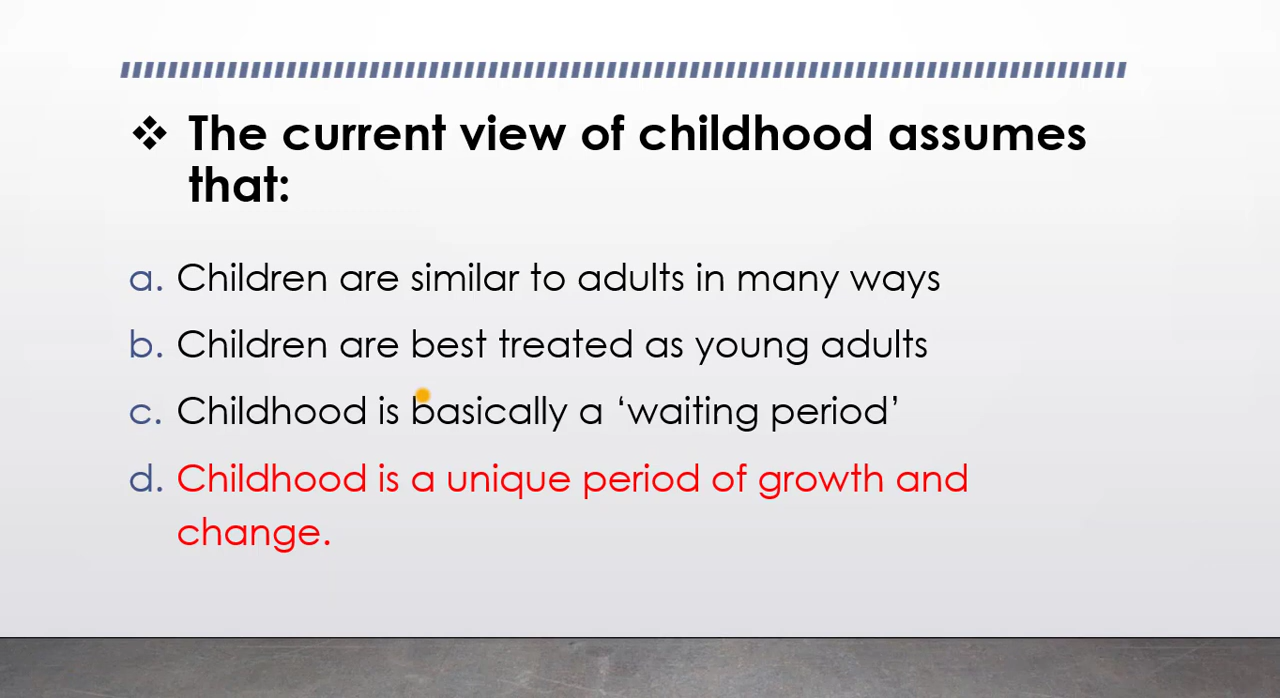 ❖ The current view of childhood assumes
that:
a. Children are similar to adults in many ways
b. Children are best treated as young adults
c. Childhood is basically a ‘waiting period’
d. Childhood is a unique period of growth and
change.